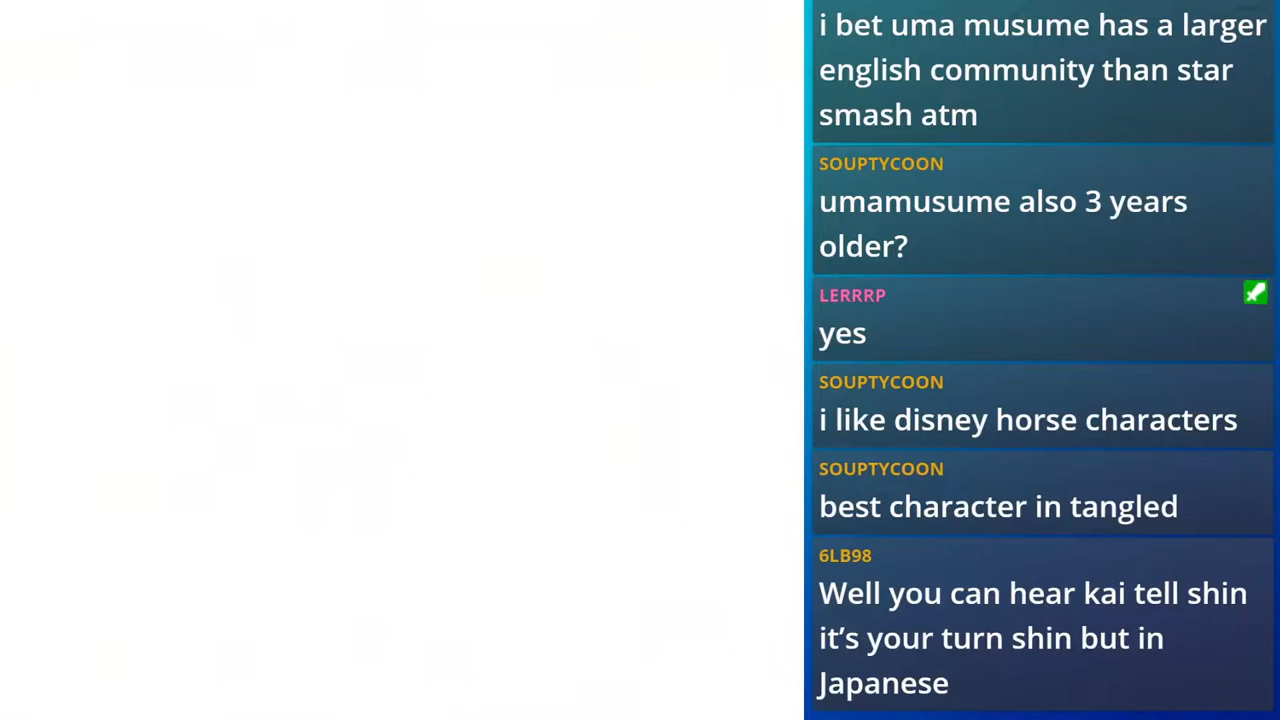 i bet uma musume has a larger
english community than star
smash atm
SOUPTYCOON
umamusume also 3 years
older?
LERRRP
yes
SOUPTYCOON
i like disney horse characters
SOUPTYCOON
best character in tangled
6LB98
Well you can hear kai tell shin
it’s your turn shin but in
Japanese